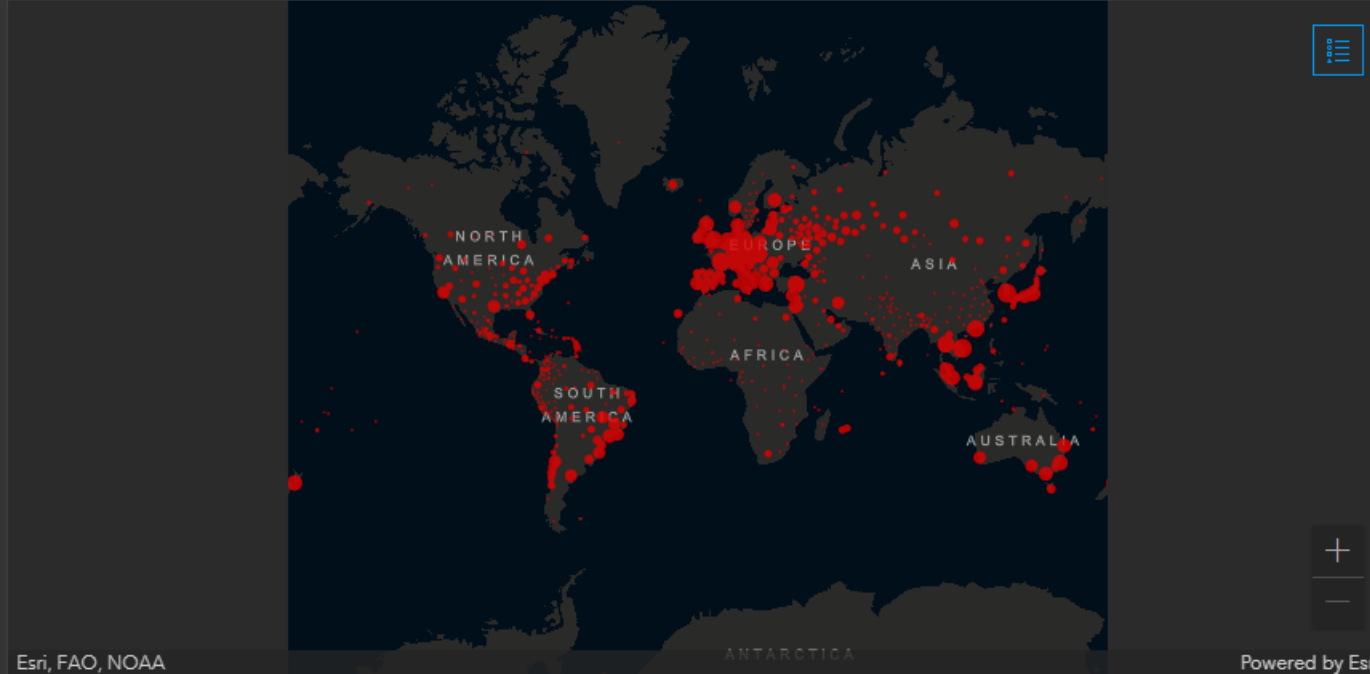 NORTH
AMERICA
EUROPE
ASIA
AFRICA
SOUTH
AMERICA
AUSTRALIA
ANTARCTICA
Esri, FAO, NOAA
Powered by Es